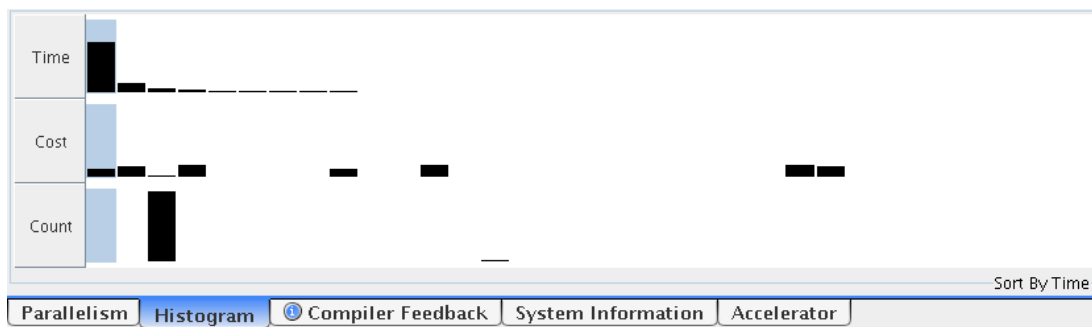 Time
Cost
Count
Sort By Time
Parallelism Histogram Compiler Feedback System Information Accelerator